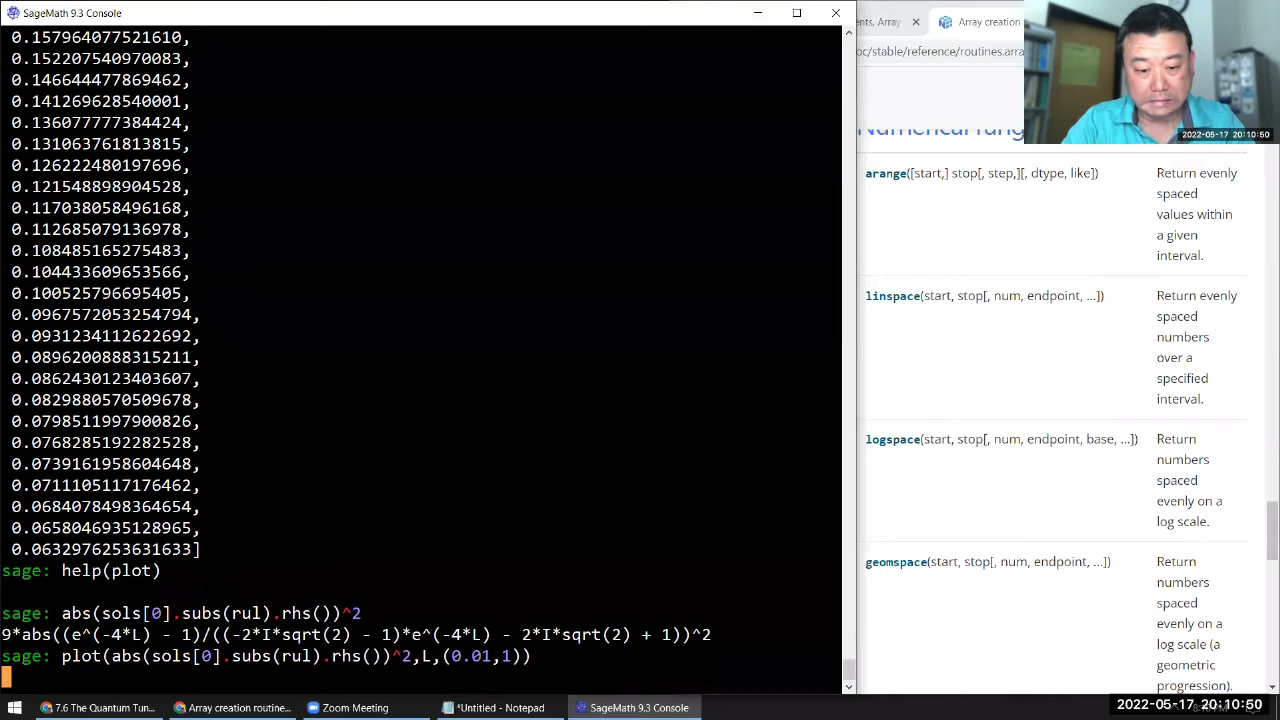 SageMath 9.3 Console
0.157964077521610,
0.152207540970083,
0.146644477869462,
0.141269628540001,
0.136077777384424,
0.131063761813815,
0.126222480197696,
0.121548898904528,
0.117038058496168,
0.112685079136978,
0.108485165275483,
0.104433609653566,
0.100525796695405,
0.0967572053254794,
0.0931234112622692,
0.0896200888315211,
0.0862430123403607,
0.0829880570509678,
0.0798511997900826,
0.0768285192282528,
0.0739161958604648,
0.0711105117176462,
0.0684078498364654,
0.0658046935128965,
0.0632976253631633]
sage: help(plot)
sage: abs(sols[0].subs(rul).rhs())^2
9*abs((e^(-4*L) - 1)/((-2*I*sqrt(2) - 1)*e^(-4*L) - 2*I*sqrt(2) + 1))^2
sage: plot(abs(sols[0].subs(rul).rhs())^2,L,(0.01,1))
ents, Array
Array creation
oc/stable/reference/routines.arra
2022-05-17 20:10:50
Numerical rang
arange([start,] stop[, step,][, dtype, like])
Return evenly
spaced
values within
a given
interval.
linspace(start, stop[, num, endpoint, ...])
Return evenly
spaced
numbers
over a
specified
interval.
logspace(start, stop[, num, endpoint, base, ...])
Return
numbers
spaced
evenly on a
log scale.
geomspace(start, stop[, num, endpoint, ...])
Return
numbers
spaced
evenly on a
log scale (a
geometric
progression).
7.6 The Quantum Tun...
Array creation routine...
Zoom Meeting
*Untitled - Notepad
SageMath 9.3 Console
2022-05-17 20:10:50